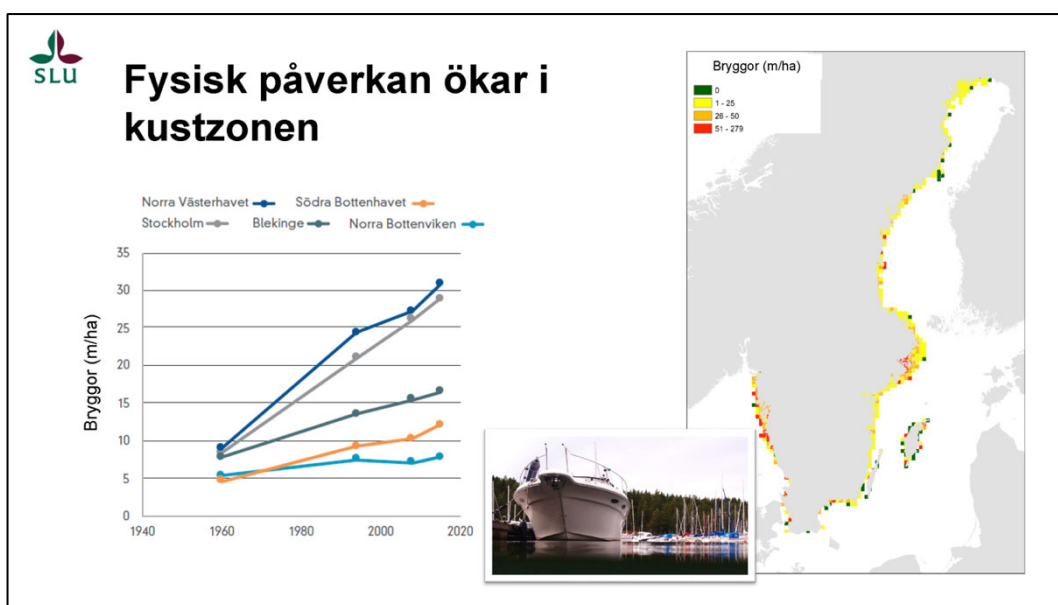 SLU
Fysisk påverkan ökar i
kustzonen
Norra Västerhavet
Södra Bottenhavet
Stockholm
Blekinge
Norra Bottenviken
35
30
25
20
15
10
5
0
Bryggor (m/ha)
1940
1960
1980
2000
2020
Bryggor (m/ha)
0
1 - 25
26 - 50
51 - 279